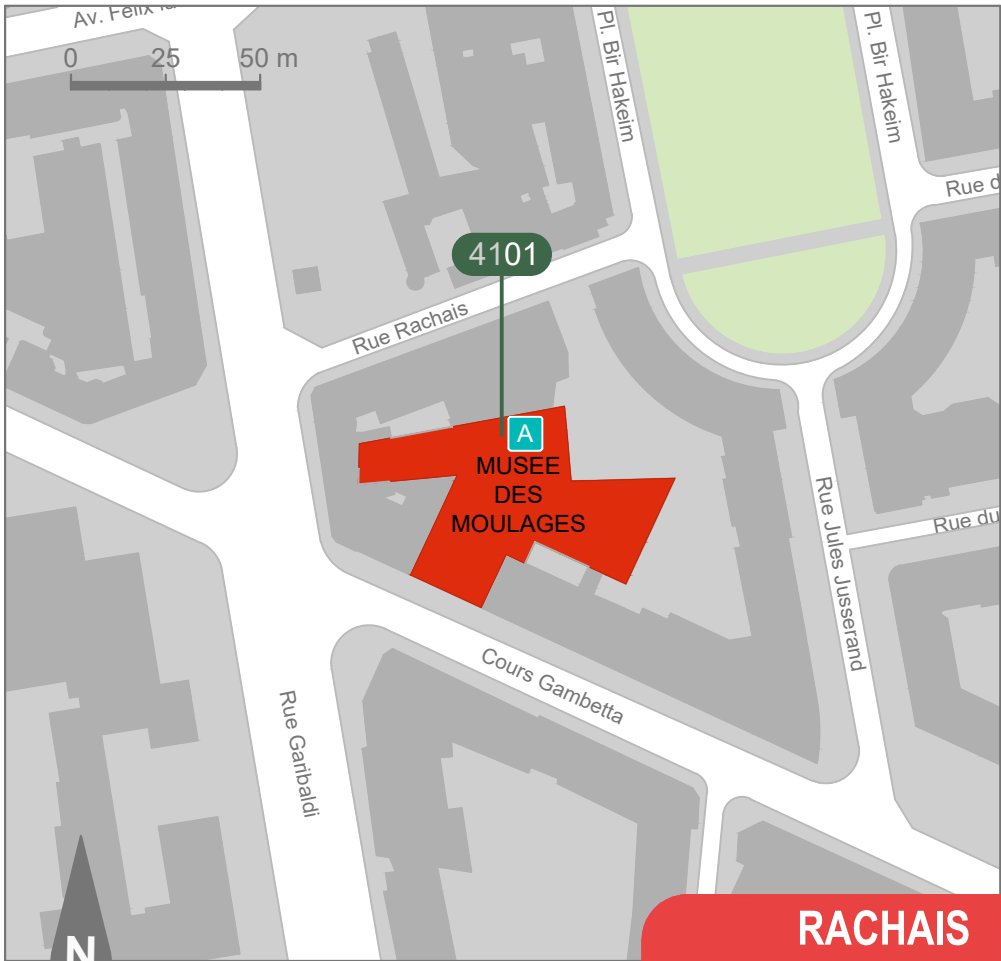 Av. Félix
0 25 50 m
Pl. Bir Hakeim
Pl. Bir Hakeim
Rue d
4101
Rue Rachais
A
MUSEE
DES
MOULAGES
Rue Jules Jusserand
Rue du
Cours Gambetta
Rue Garibaldi
N
RACHAIS